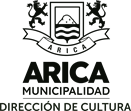 ARICA
ARICA
MUNICIPALIDAD
DIRECCIÓN DE CULTURA